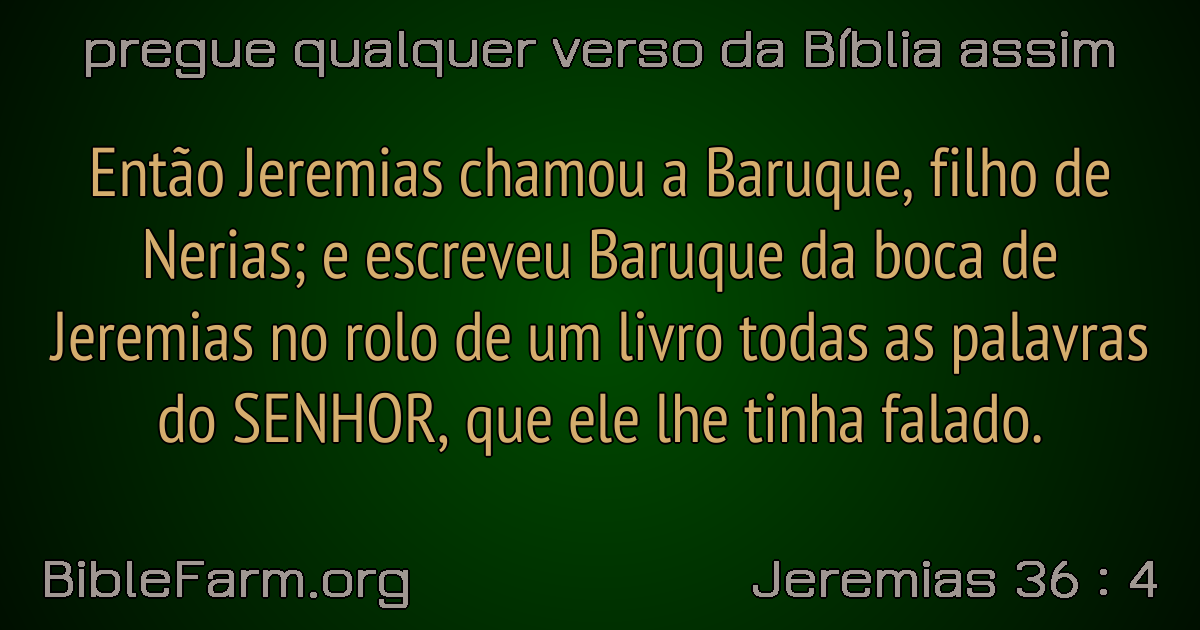 pregue qualquer verso da Bíblia assim
Então Jeremias chamou a Baruque, filho de
Nerias; e escreveu Baruque da boca de
Jeremias no rolo de um livro todas as palavras
do SENHOR, que ele lhe tinha falado.
BibleFarm.org
Jeremias 36 : 4